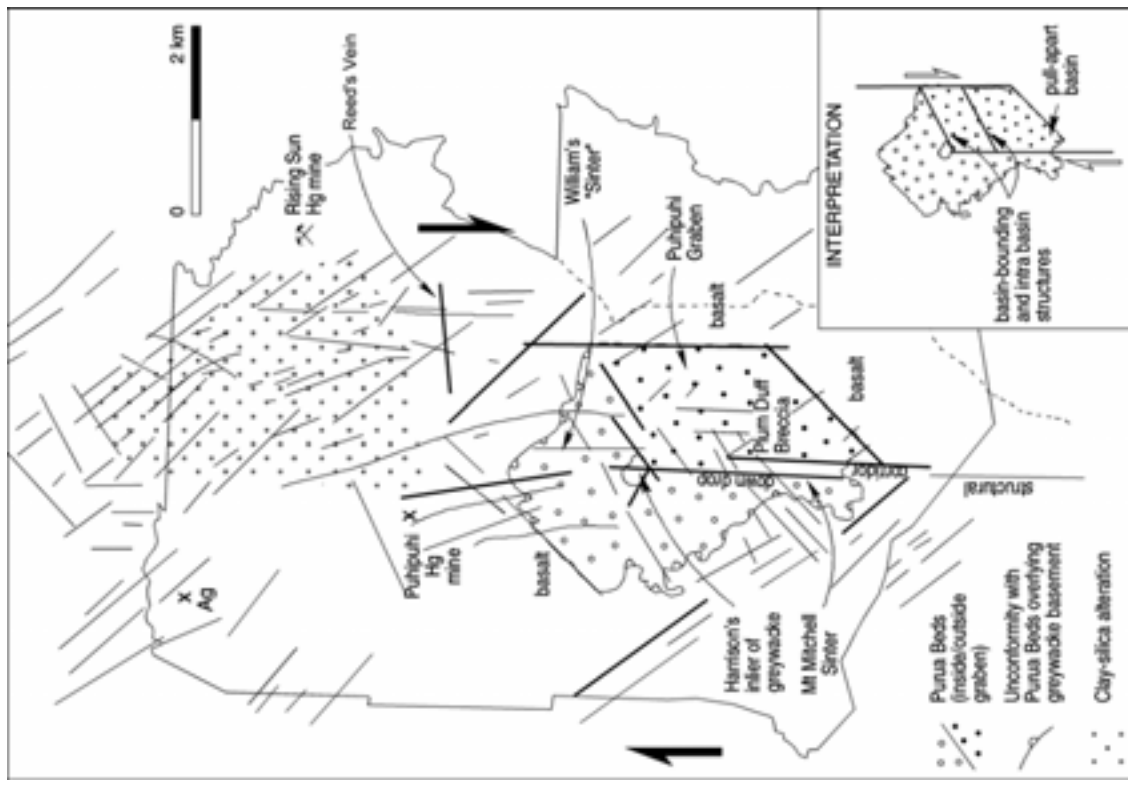 0 2 km
Reed's Vein
Rising Sun
Hg mine
William's
"Sinter"
Puhipuhi
Graben
basalt
Ag
Puhipuhi
Hg
mine
basalt
Plum Duff
Breccia
basalt
down drop
structural
corridor
Harrison's
inlier of
greywacke
Mt Mitchell
Sinter
INTERPRETATION
pull-apart
basin
basin-bounding
and intra basin
structures
Purua Beds
(inside/outside
graben)
Unconformity with
Purua Beds overlying
greywacke basement
Clay-silica alteration